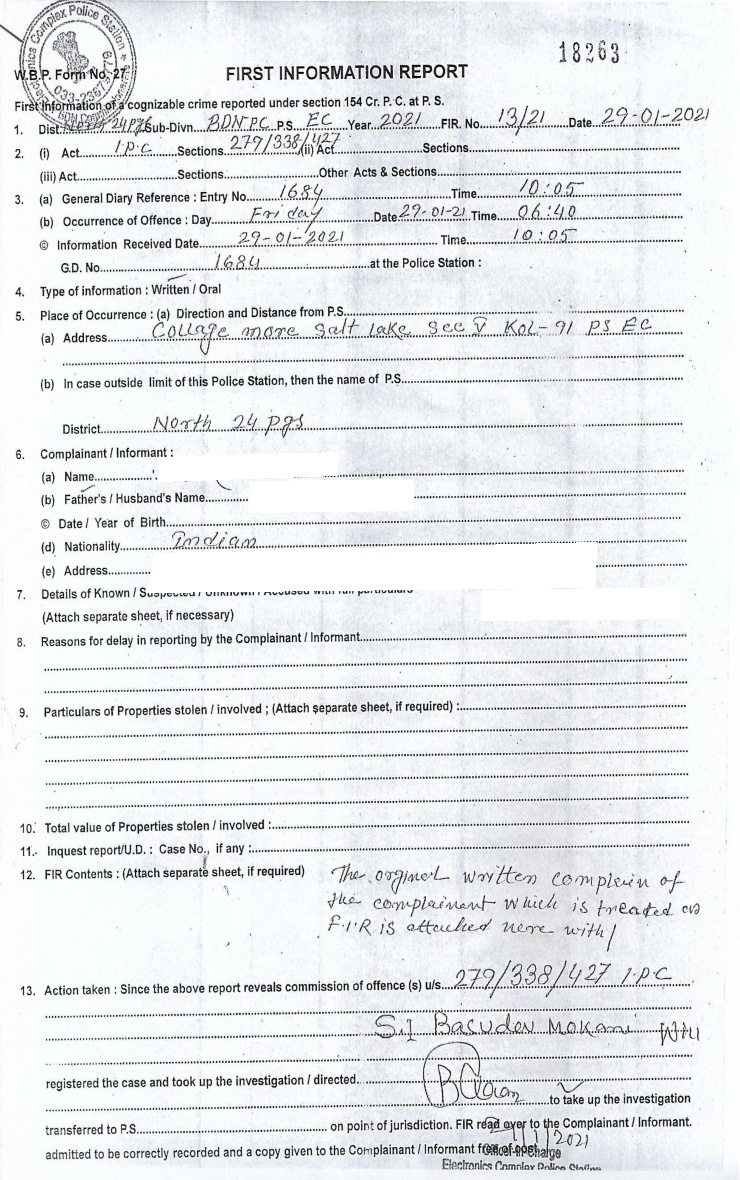 Electronics Complex Police Station
033-2367
BDN Commi
18263
W.B.P. Form No. 27
FIRST INFORMATION REPORT
First Information of a cognizable crime reported under section 154 Cr. P. C. at P. S.
1. Dist. North 24 Pgs Sub-Divn. BDN PC P.S. EC Year 2021 FIR. No. 13/21 Date 29-01-2021
2. (i) Act I.P.C Sections 279/338/427 (ii) Act Sections
(iii) Act Sections Other Acts & Sections
3. (a) General Diary Reference : Entry No. 1684 Time 10:05
(b) Occurrence of Offence : Day Friday Date 29-01-21 Time 06:40
© Information Received Date 29-01-2021 Time 10:05
G.D. No. 1684 at the Police Station :
4. Type of information : Written / Oral
5. Place of Occurrence : (a) Direction and Distance from P.S.
(a) Address Collage more Salt Lake Sec V Kol-91 PS EC
(b) In case outside limit of this Police Station, then the name of P.S.
District North 24 pgs
6. Complainant / Informant :
(a) Name
(b) Father's / Husband's Name
© Date / Year of Birth
(d) Nationality Indian
(e) Address
7. Details of Known / Suspected / Unknown / Accused with full particulars
(Attach separate sheet, if necessary)
8. Reasons for delay in reporting by the Complainant / Informant
9. Particulars of Properties stolen / involved ; (Attach separate sheet, if required) :
10. Total value of Properties stolen / involved :
11. Inquest report/U.D. : Case No., if any :
12. FIR Contents : (Attach separate sheet, if required) The orginel written complein of
the complainant which is treated as
F.I.R is attached here with/
13. Action taken : Since the above report reveals commission of offence (s) u/s. 279/338/427 I.P.C
S.I Basudev Mokani
registered the case and took up the investigation / directed.
to take up the investigation
transferred to P.S. on point of jurisdiction. FIR read over to the Complainant / Informant.
29/1/2021
admitted to be correctly recorded and a copy given to the Complainant / Informant free of cost.
Officer-in-Charge
Electronics Complex Police Station